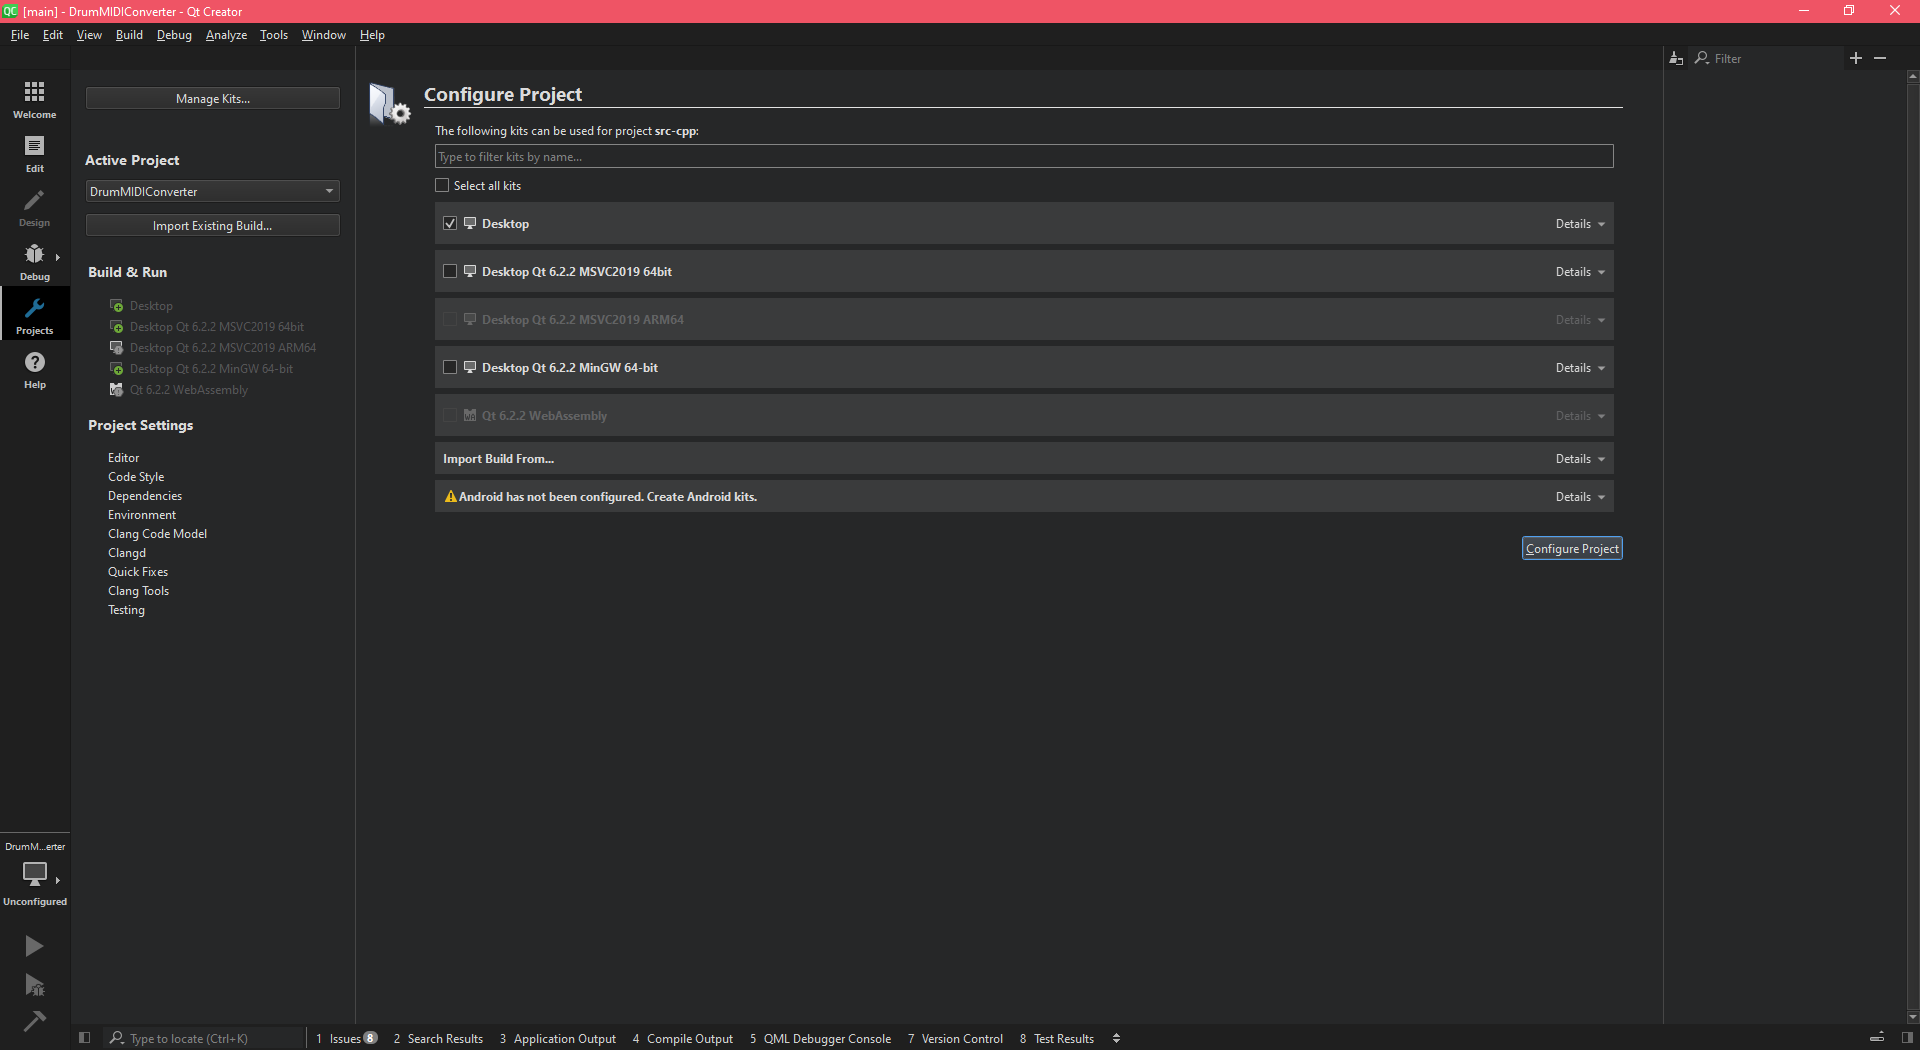 QC [main] - DrumMIDIConverter - Qt Creator
File Edit View Build Debug Analyze Tools Window Help
Filter
Welcome
Edit
Design
Debug
Projects
Help
Manage Kits...
Active Project
DrumMIDIConverter
Import Existing Build...
Build & Run
Desktop
Desktop Qt 6.2.2 MSVC2019 64bit
Desktop Qt 6.2.2 MSVC2019 ARM64
Desktop Qt 6.2.2 MinGW 64-bit
Qt 6.2.2 WebAssembly
Project Settings
Editor
Code Style
Dependencies
Environment
Clang Code Model
Clangd
Quick Fixes
Clang Tools
Testing
Configure Project
The following kits can be used for project src-cpp:
Type to filter kits by name...
Select all kits
Desktop Details
Desktop Qt 6.2.2 MSVC2019 64bit Details
Desktop Qt 6.2.2 MSVC2019 ARM64 Details
Desktop Qt 6.2.2 MinGW 64-bit Details
Qt 6.2.2 WebAssembly Details
Import Build From... Details
Android has not been configured. Create Android kits. Details
Configure Project
DrumM...erter
Unconfigured
Type to locate (Ctrl+K) 1 Issues 8 2 Search Results 3 Application Output 4 Compile Output 5 QML Debugger Console 7 Version Control 8 Test Results